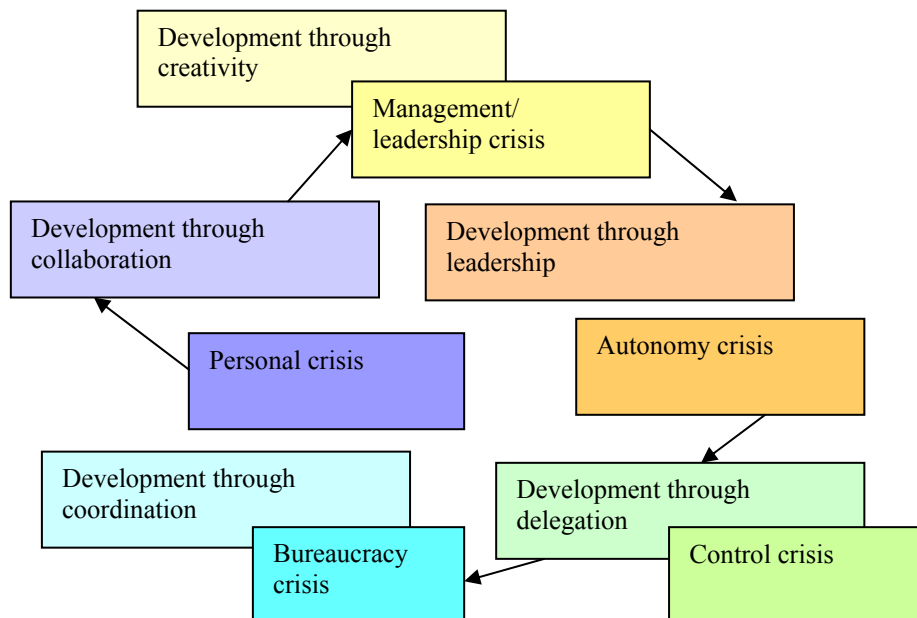 Development through
creativity
Management/
leadership crisis
Development through
collaboration
Development through
leadership
Personal crisis
Autonomy crisis
Development through
coordination
Development through
delegation
Bureaucracy
crisis
Control crisis